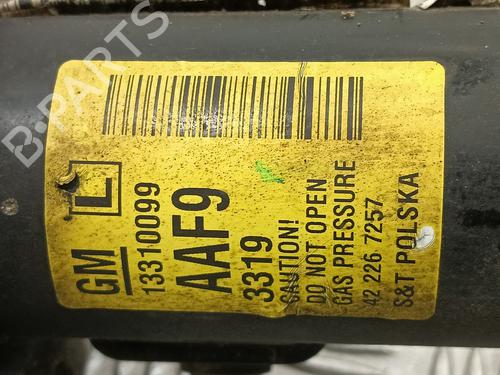 GM L
13310099
AAF9
3319
CAUTION!
DO NOT OPEN
GAS PRESSURE
42 226 7257
S&T POLSKA
B-PARTS